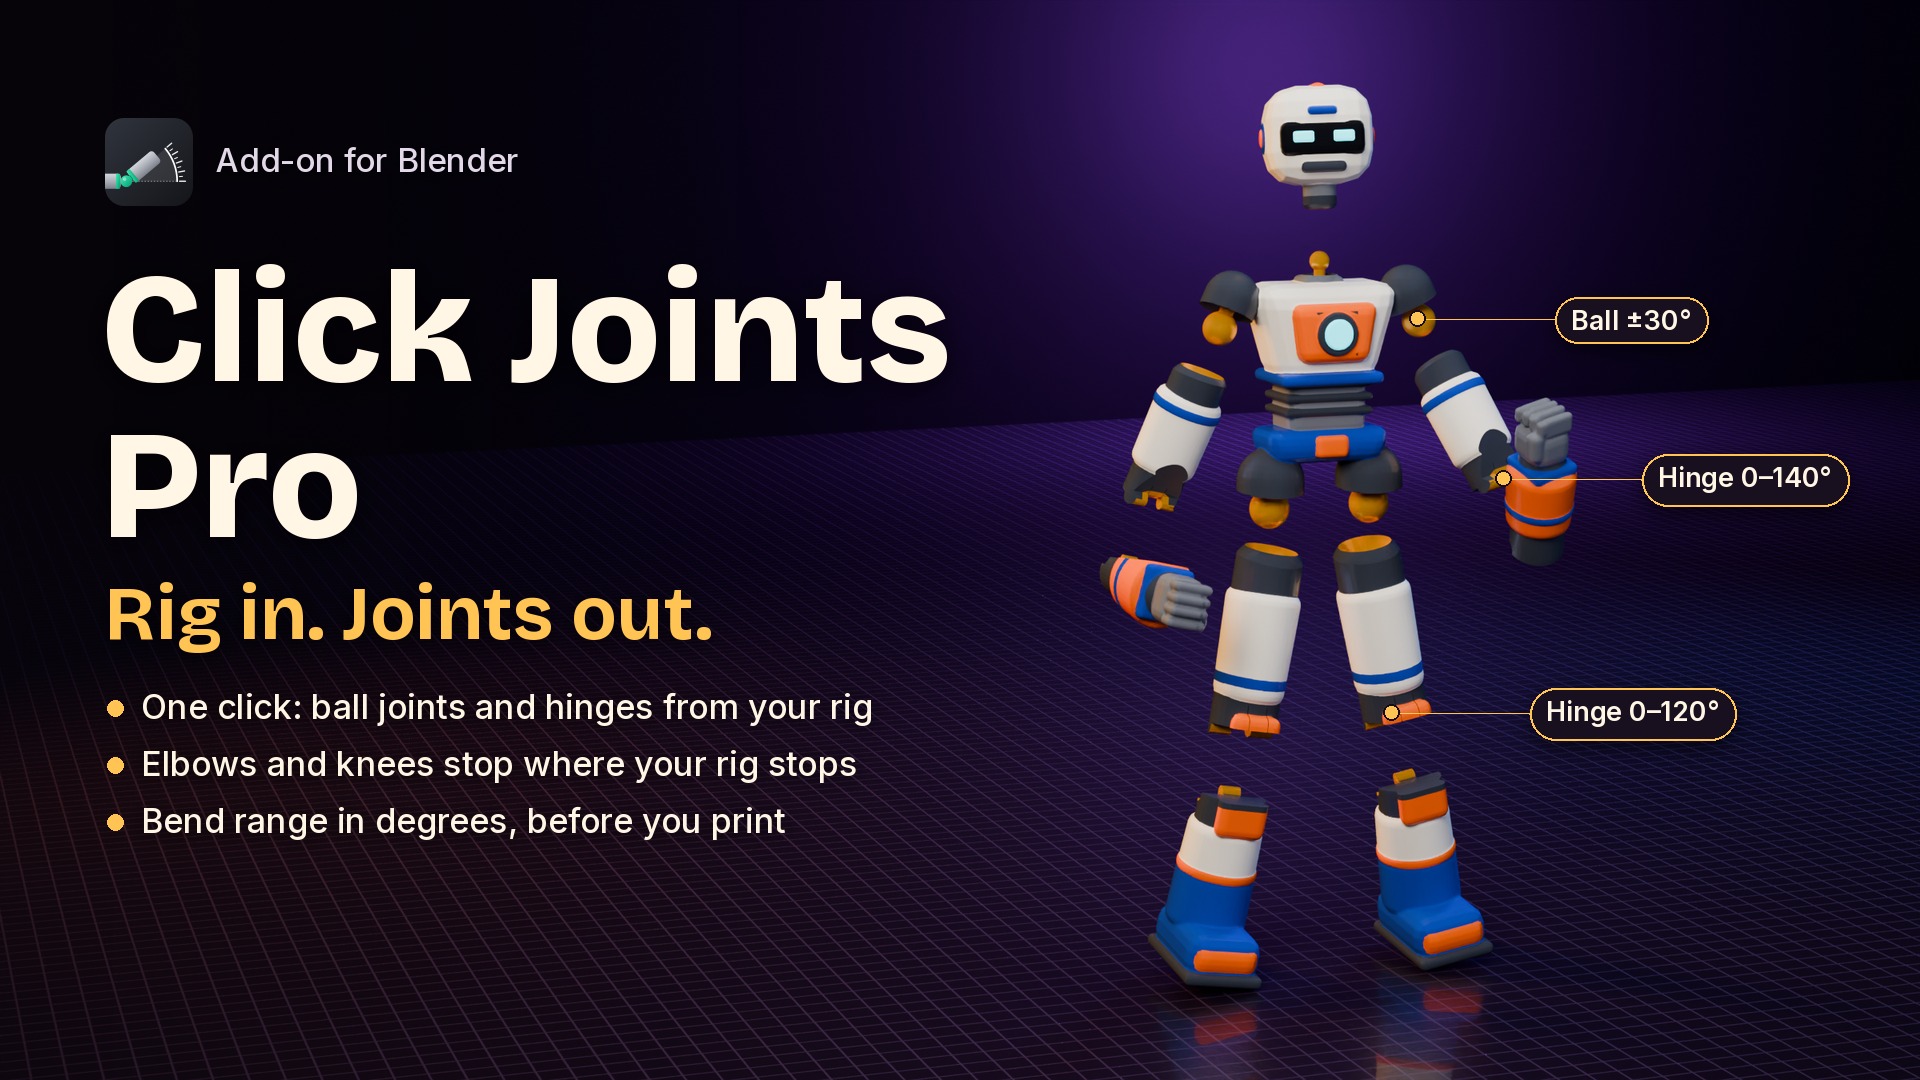 Add-on for Blender
Click Joints
Pro
Rig in. Joints out.
One click: ball joints and hinges from your rig
Elbows and knees stop where your rig stops
Bend range in degrees, before you print
Ball ±30°
Hinge 0–140°
Hinge 0–120°